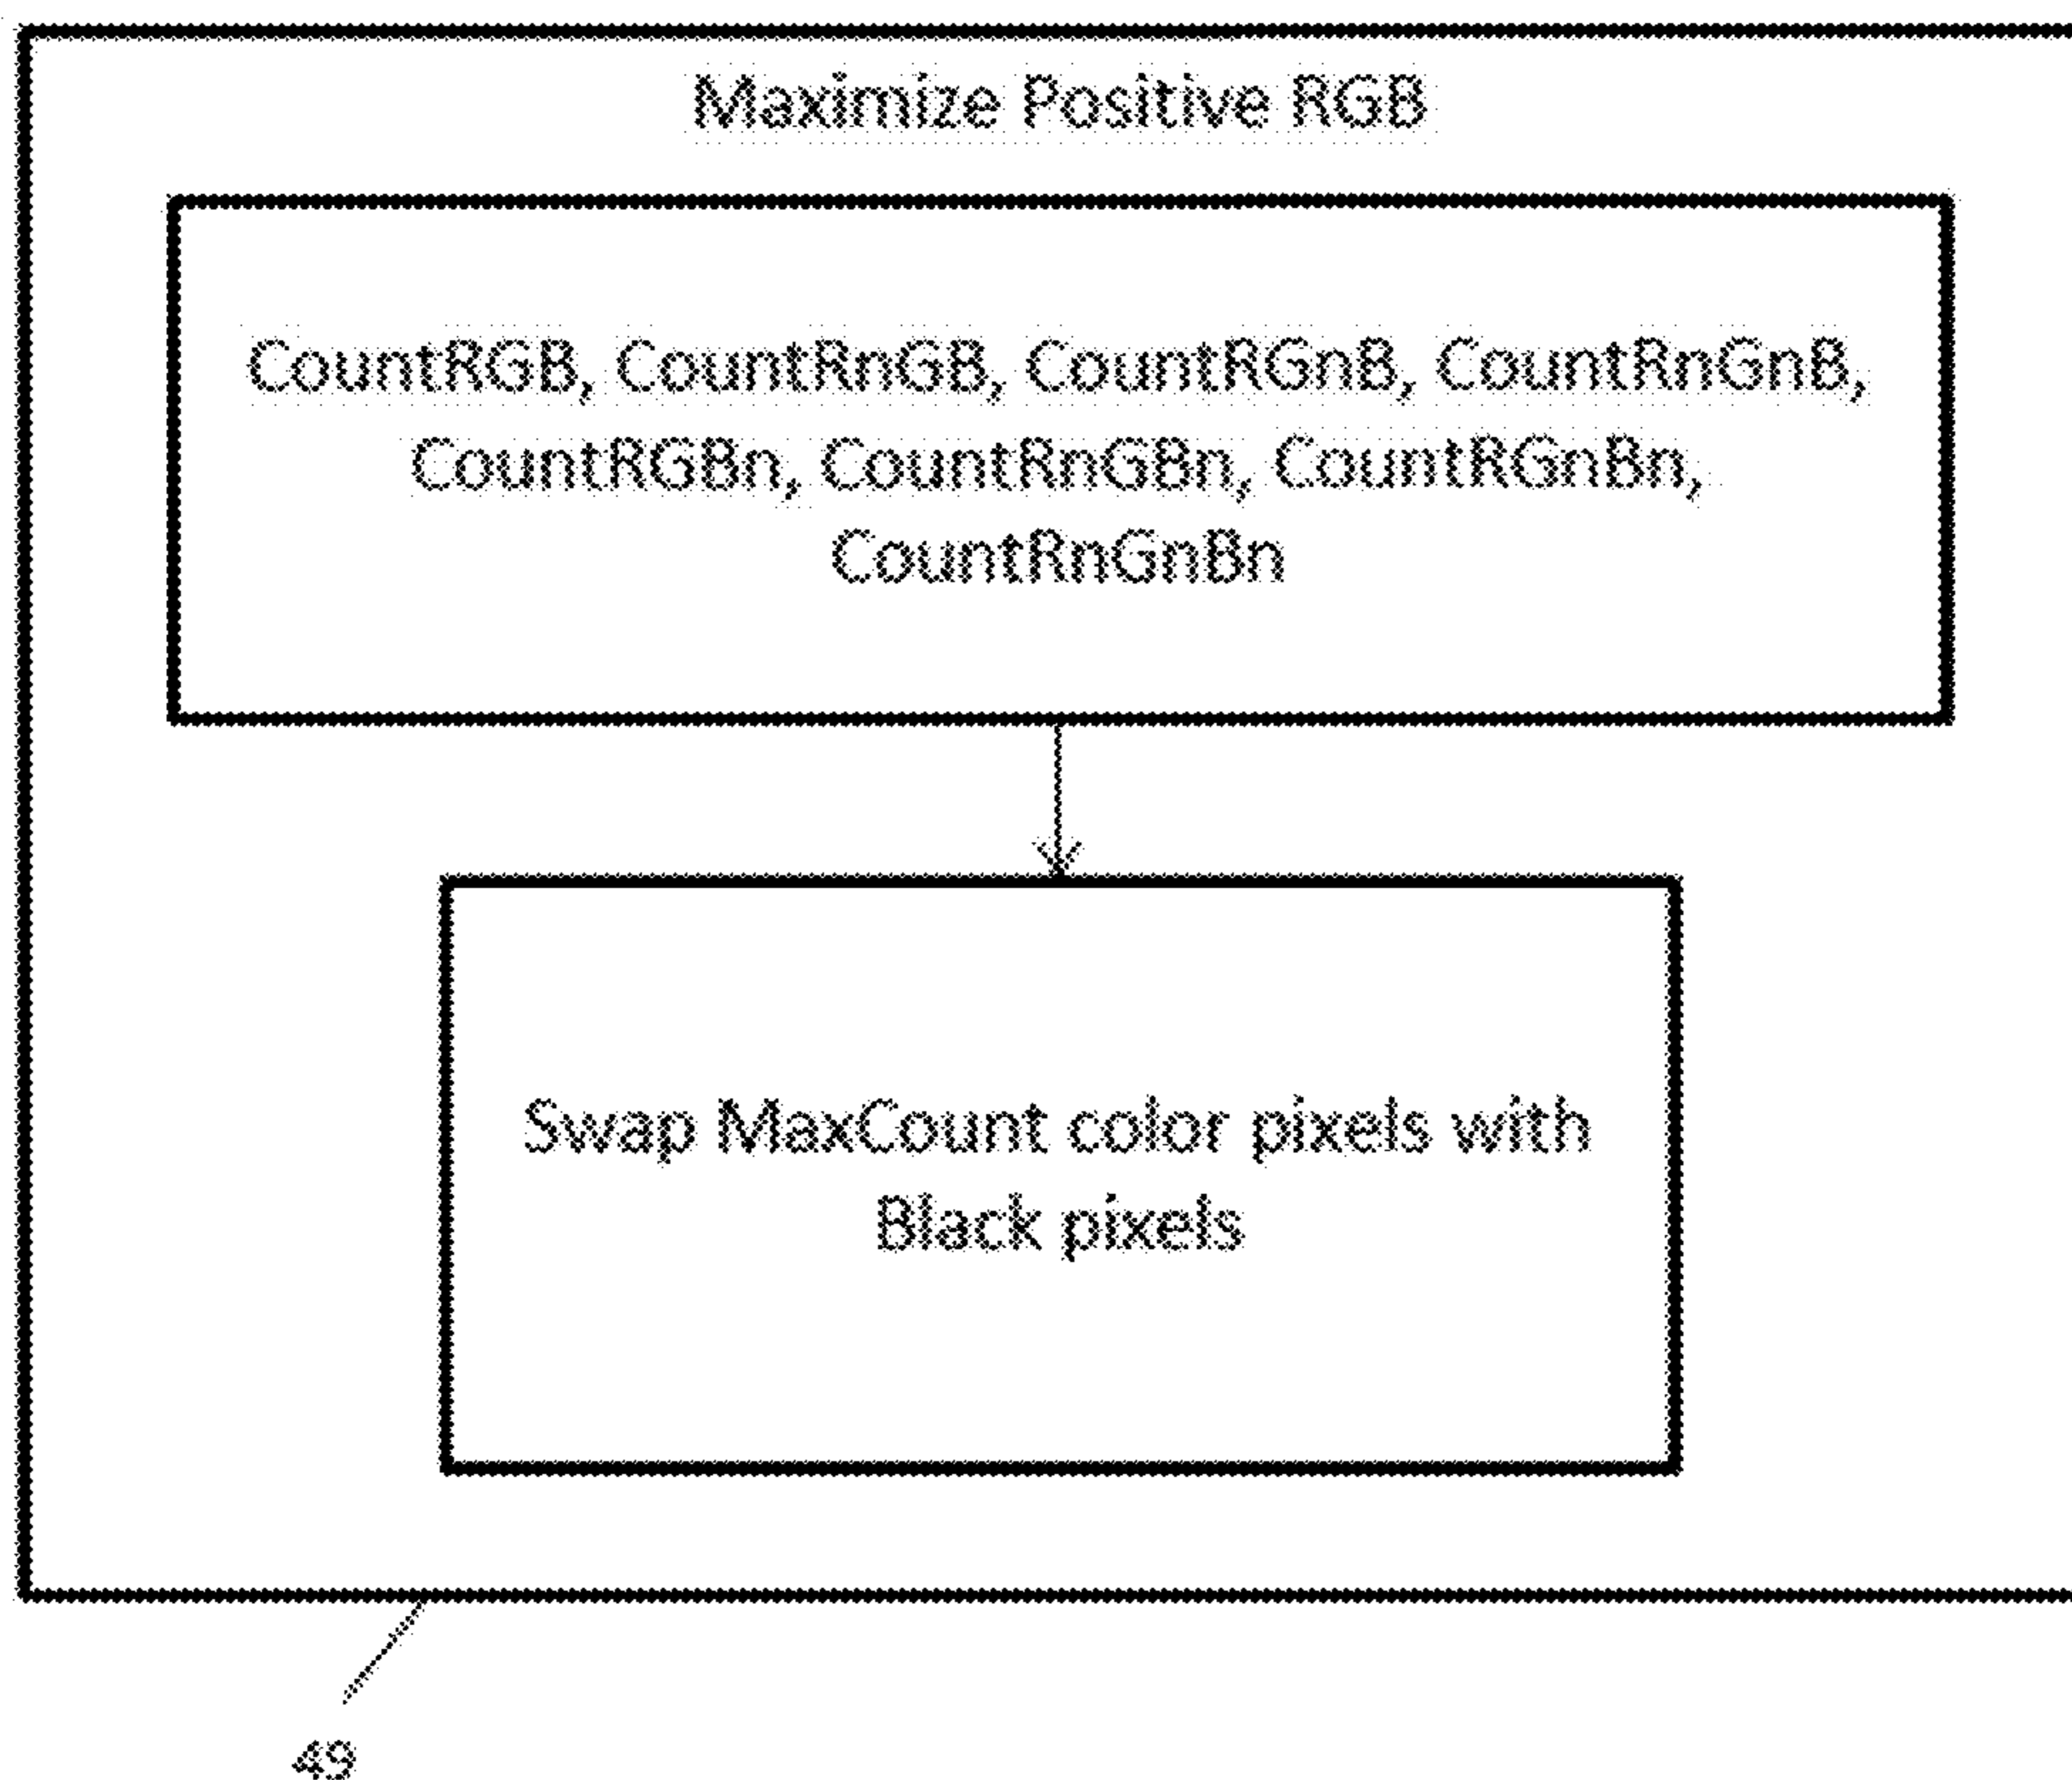 Maximize Positive RGB
CountRGB, CountRnGB, CountRGnB, CountRnGnB,
CountRGBn, CountRnGBn, CountRGnBn,
CountRnGnBn
Swap MaxCount color pixels with
Black pixels
49